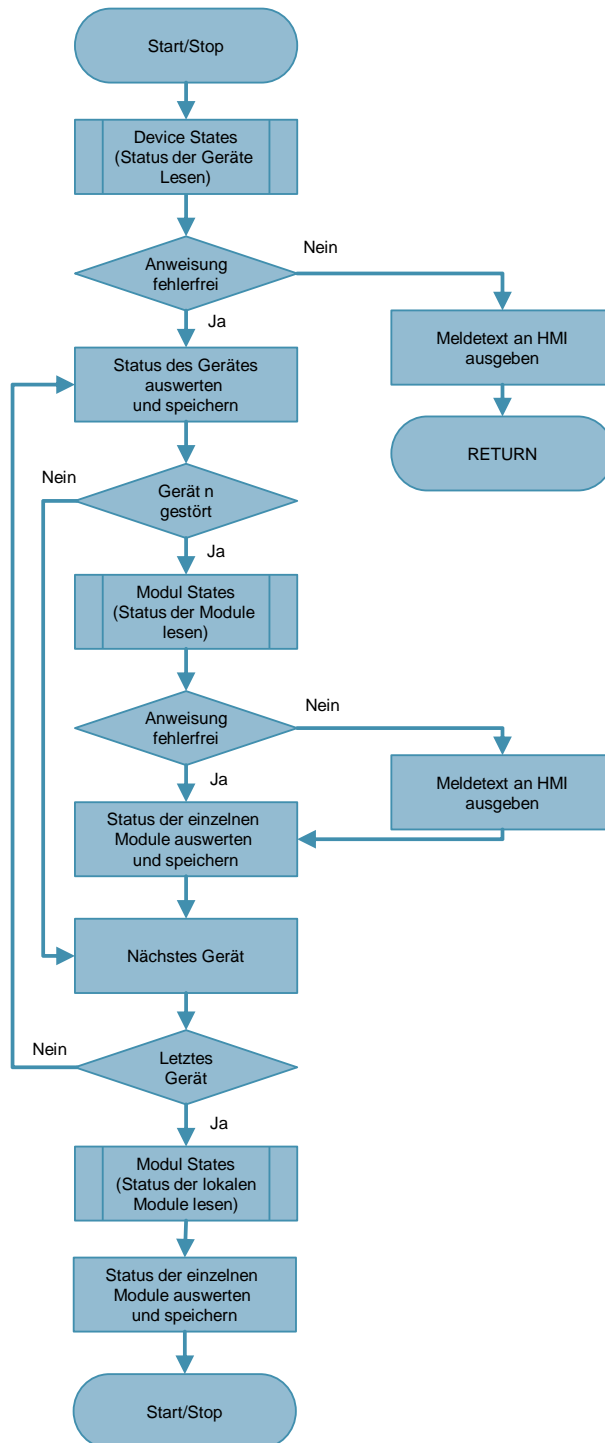 Start/Stop
Device States
(Status der Geräte
Lesen)
Nein
Anweisung
fehlerfrei
Ja
Meldetext an HMI
ausgeben
Status des Gerätes
auswerten
und speichern
RETURN
Nein
Gerät n
gestört
Ja
Modul States
(Status der Module
lesen)
Nein
Anweisung
fehlerfrei
Ja
Meldetext an HMI
ausgeben
Status der einzelnen
Module auswerten
und speichern
Nächstes Gerät
Nein
Letztes
Gerät
Ja
Modul States
(Status der lokalen
Module lesen)
Status der einzelnen
Module auswerten
und speichern
Start/Stop